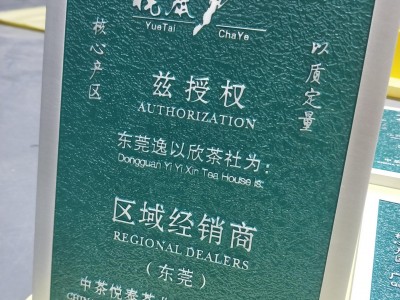 YueTai ChaYe
核心产区
以质定量
兹授权
AUTHORIZATION
东莞逸以欣茶社为:
Dongguan Yi Yi Xin Tea House is:
区域经销商
REGIONAL DEALERS
(东莞)
中茶悦泰茶